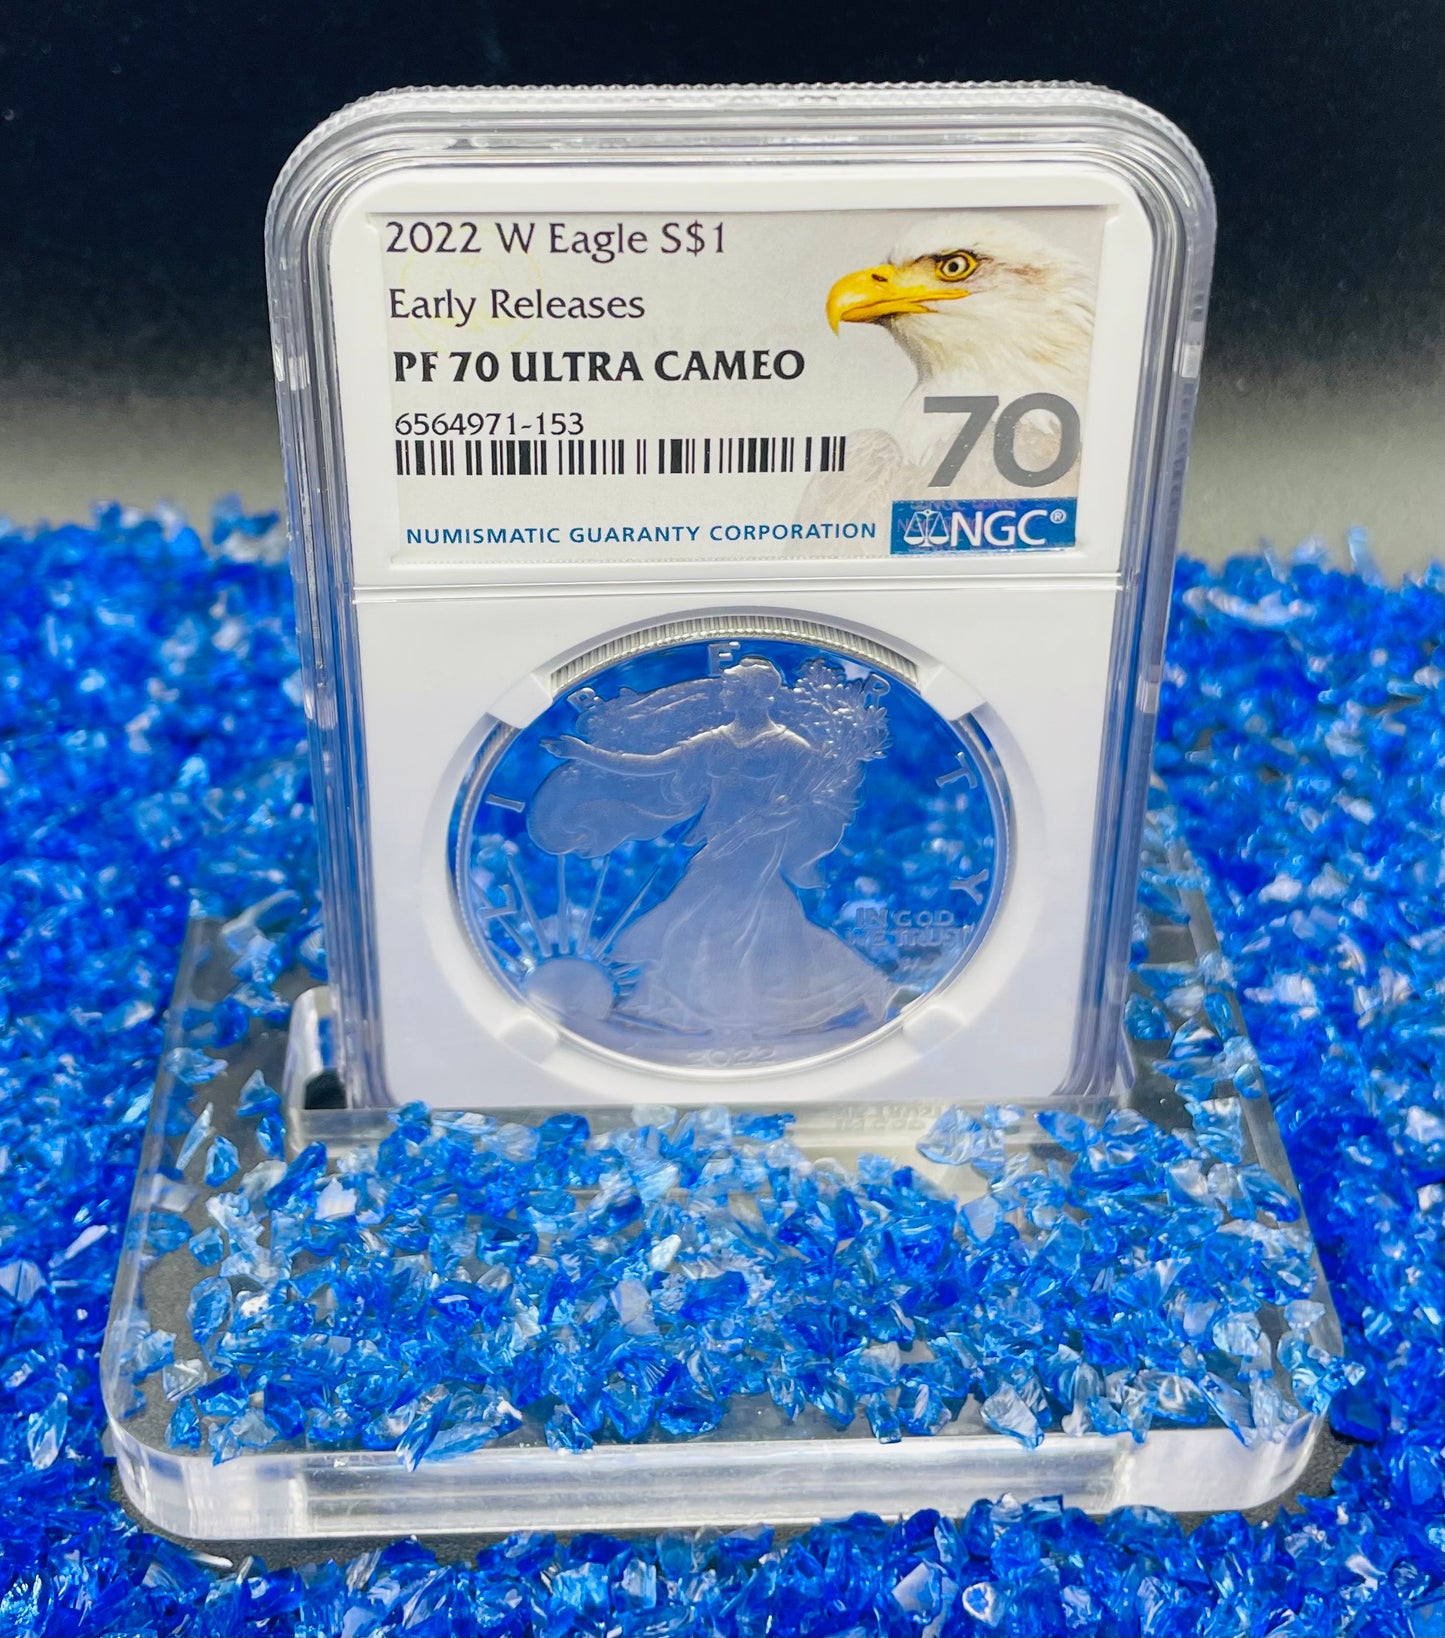 2022 W Eagle S$1
Early Releases
PF 70 ULTRA CAMEO
6564971-153
70
NUMISMATIC GUARANTY CORPORATION
NGC®
LIBERTY
IN GOD
WE TRUST
2022